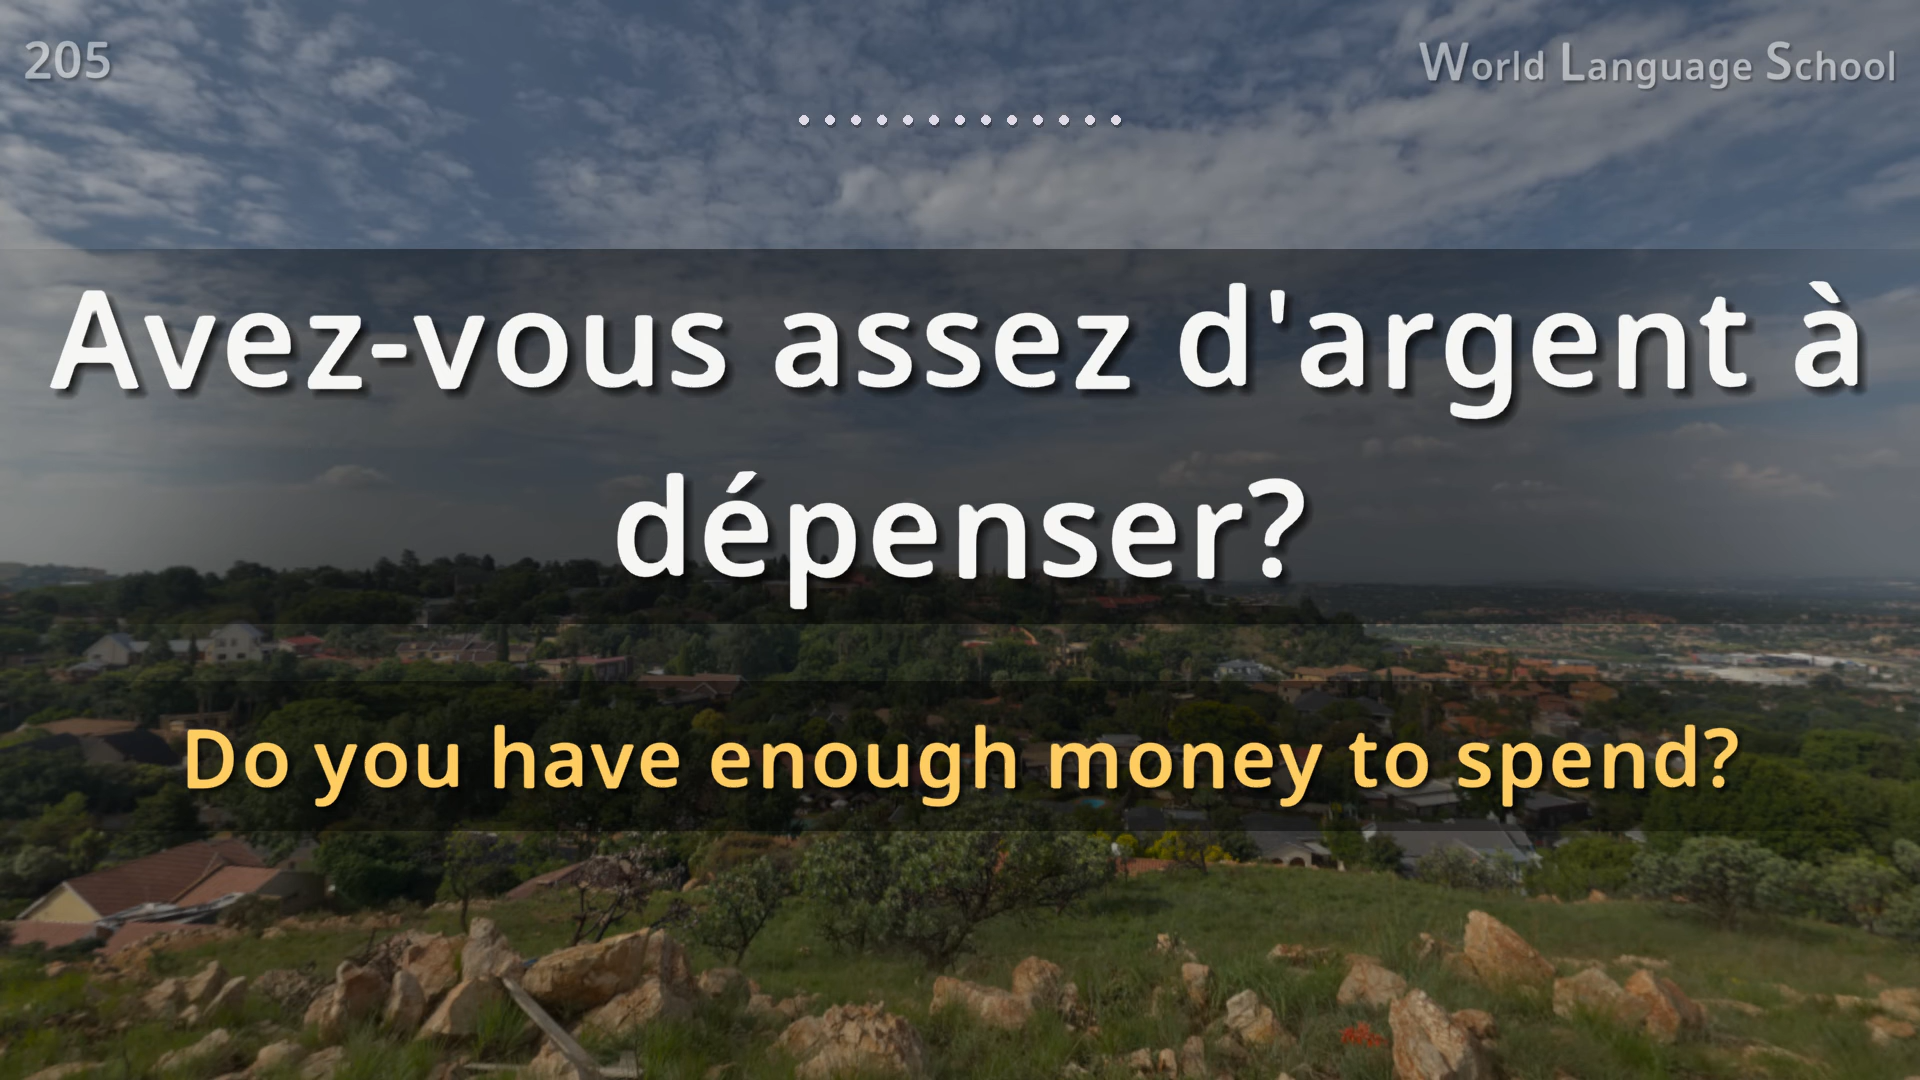 205
World Language School
Avez-vous assez d'argent à
dépenser?
Do you have enough money to spend?